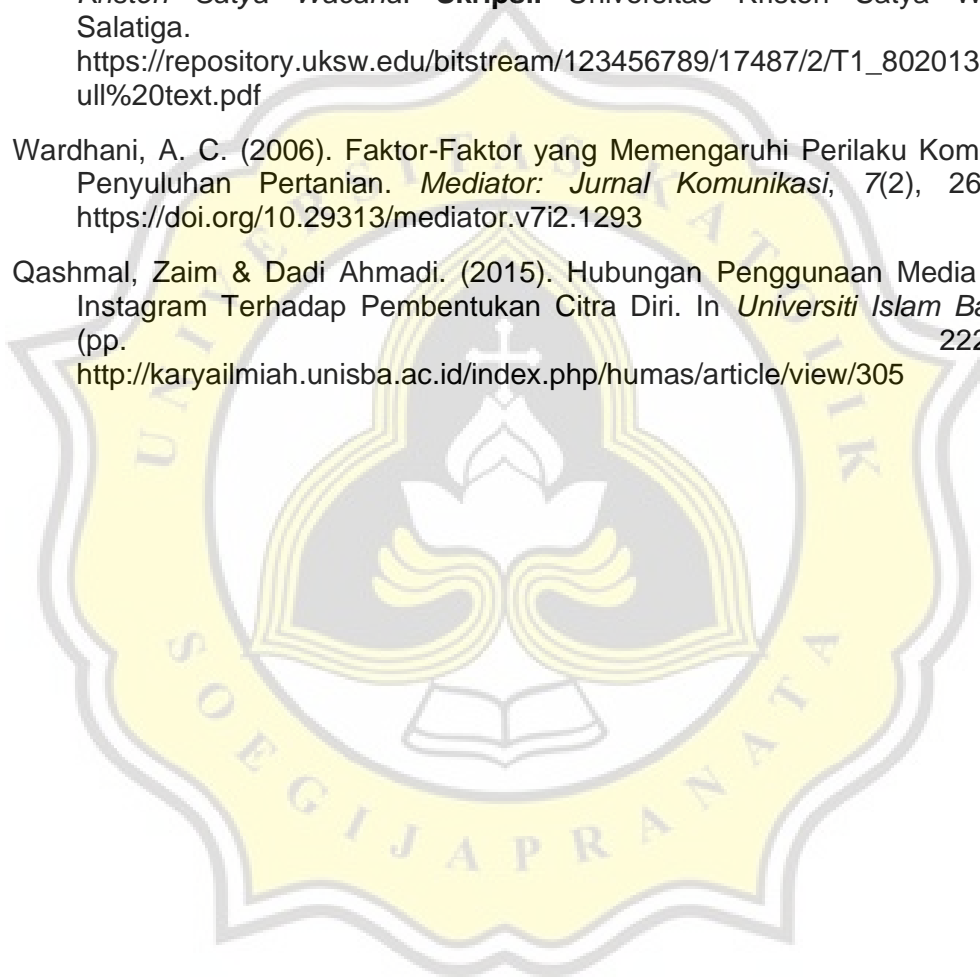 Kristen Satya Wacana. Skripsi. Universitas Kristen Satya W
Salatiga.
https://repository.uksw.edu/bitstream/123456789/17487/2/T1_802013
ull%20text.pdf
Wardhani, A. C. (2006). Faktor-Faktor yang Memengaruhi Perilaku Kom
Penyuluhan Pertanian. Mediator: Jurnal Komunikasi, 7(2), 26
https://doi.org/10.29313/mediator.v7i2.1293
Qashmal, Zaim & Dadi Ahmadi. (2015). Hubungan Penggunaan Media
Instagram Terhadap Pembentukan Citra Diri. In Universiti Islam Ba
(pp. 222
http://karyailmiah.unisba.ac.id/index.php/humas/article/view/305
UNIVERSITAS KATOLIK
SOEGIJAPRANATA